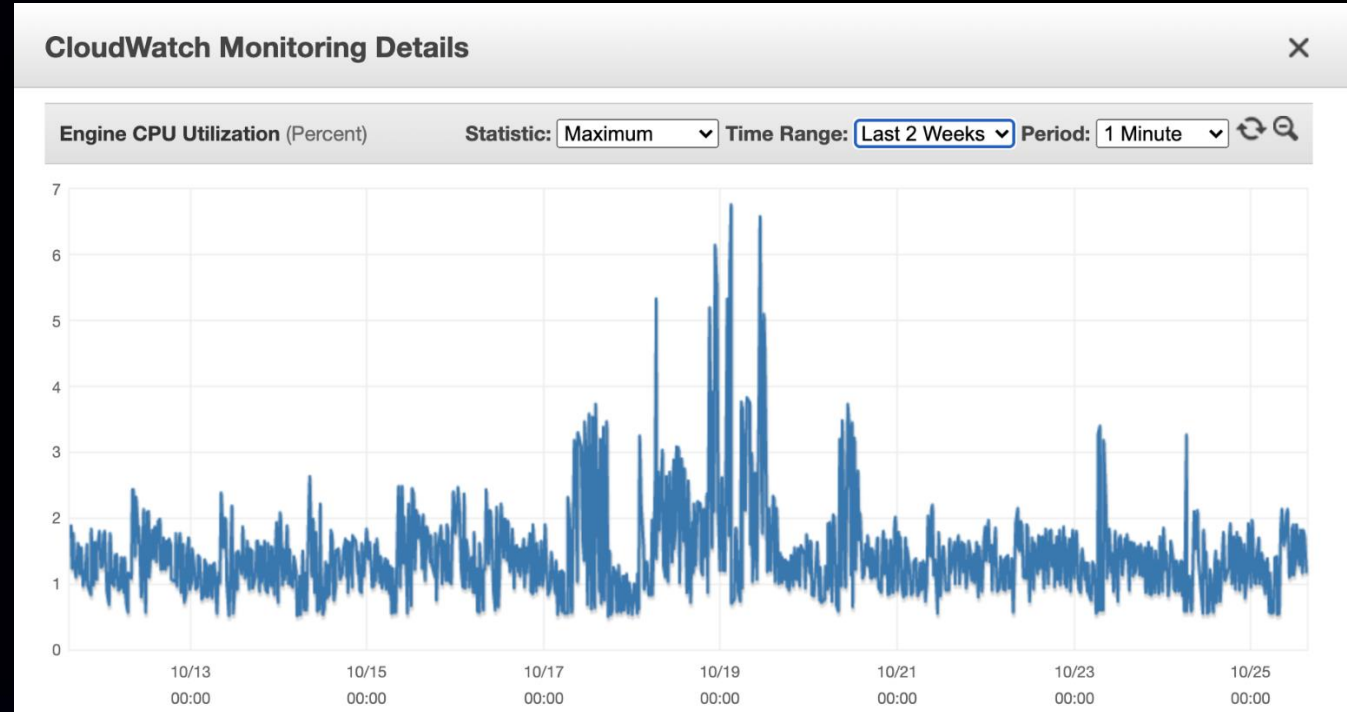 CloudWatch Monitoring Details
Engine CPU Utilization (Percent) Statistic: Maximum Time Range: Last 2 Weeks Period: 1 Minute
7
6
5
4
3
2
1
0
10/13 10/15 10/17 10/19 10/21 10/23 10/25
00:00 00:00 00:00 00:00 00:00 00:00 00:00